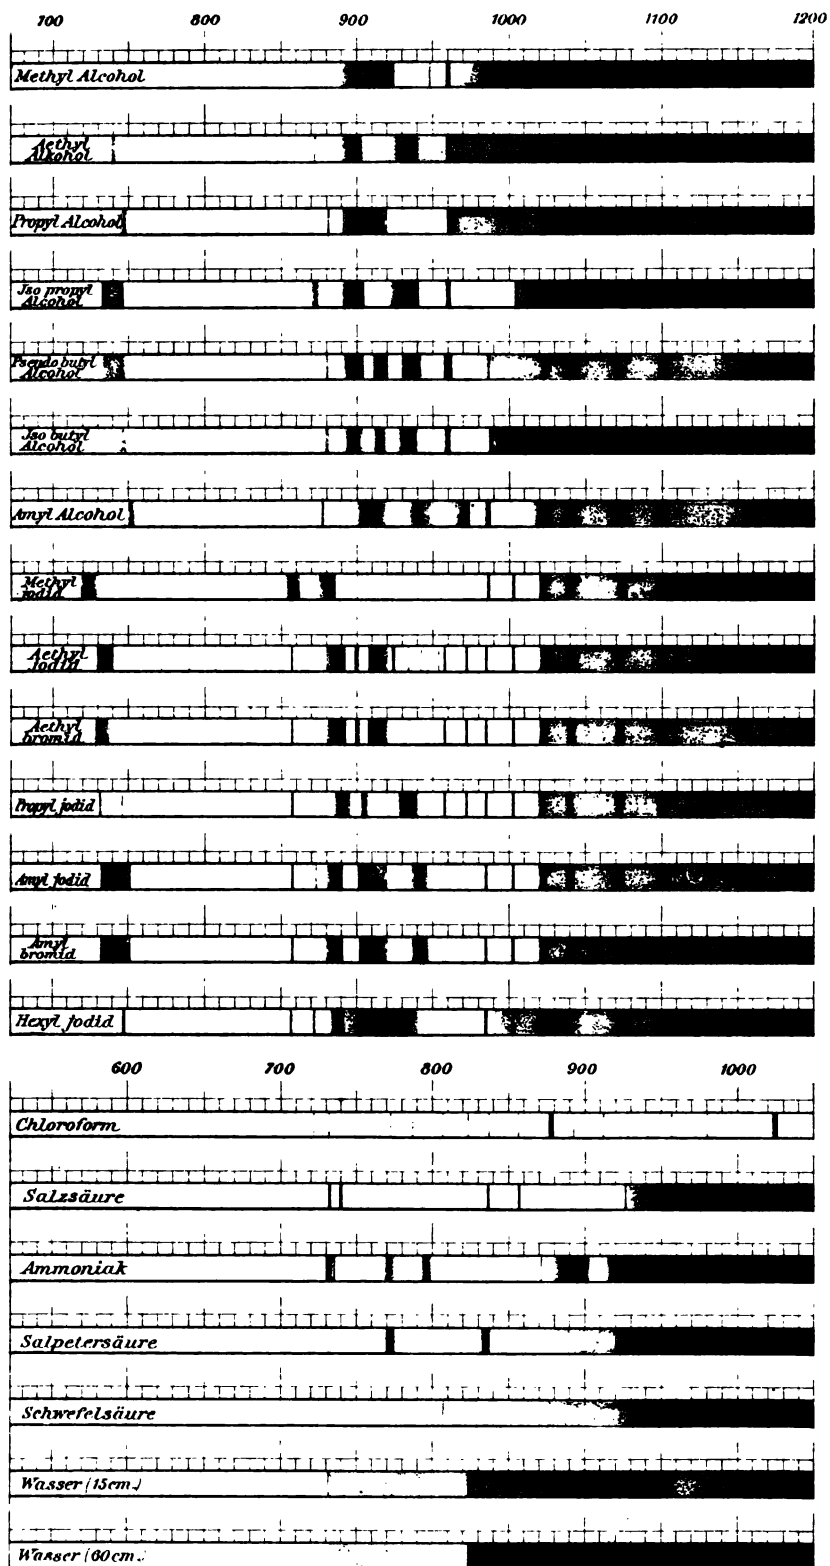 700 800 900 1000 1100 1200
Methyl Alcohol
Aethyl
Alkohol
Propyl Alcohol
Jso propyl
Alcohol
Pseudo butyl
Alcohol
Jso butyl
Alcohol
Amyl Alcohol
Methyl
jodid
Aethyl
Jodid
Aethyl
bromid
Propyl jodid
Amyl Jodid
Amyl
bromid
Hexyl Jodid
600 700 800 900 1000
Chloroform
Salzsäure
Ammoniak
Salpetersäure
Schwefelsäure
Wasser (15cm.)
Wasser (60cm.